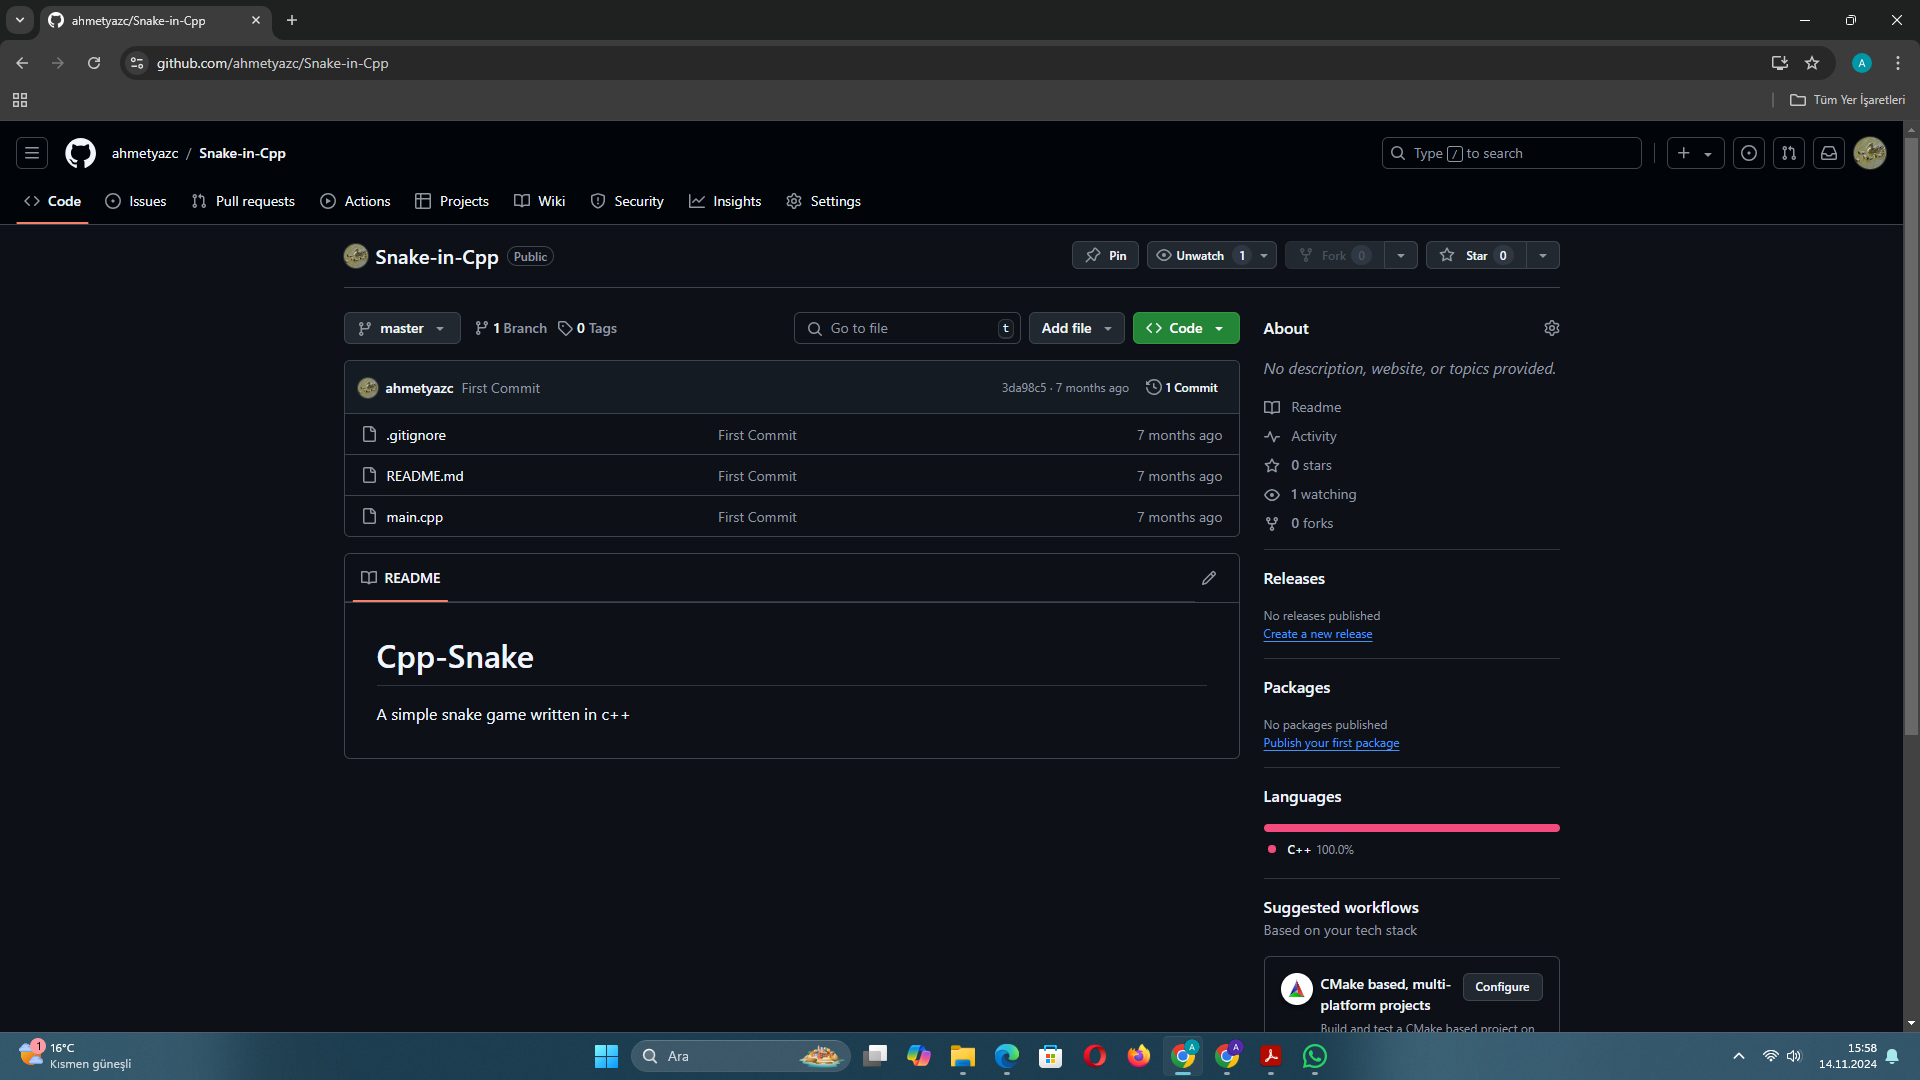 ahmetyazc/Snake-in-Cpp
github.com/ahmetyazc/Snake-in-Cpp
A
Tüm Yer İşaretleri
ahmetyazc / Snake-in-Cpp
Type / to search
Code
Issues
Pull requests
Actions
Projects
Wiki
Security
Insights
Settings
Snake-in-Cpp Public
Pin
Unwatch 1
Fork 0
Star 0
master
1 Branch
0 Tags
Go to file t
Add file
Code
ahmetyazc First Commit 3da98c5 · 7 months ago 1 Commit
.gitignore First Commit 7 months ago
README.md First Commit 7 months ago
main.cpp First Commit 7 months ago
README
Cpp-Snake
A simple snake game written in c++
About
No description, website, or topics provided.
Readme
Activity
0 stars
1 watching
0 forks
Releases
No releases published
Create a new release
Packages
No packages published
Publish your first package
Languages
C++ 100.0%
Suggested workflows
Based on your tech stack
CMake based, multi-
platform projects
Configure
Build and test a CMake based project on
1
16°C
Kısmen güneşli
Ara
A
A
15:58
14.11.2024